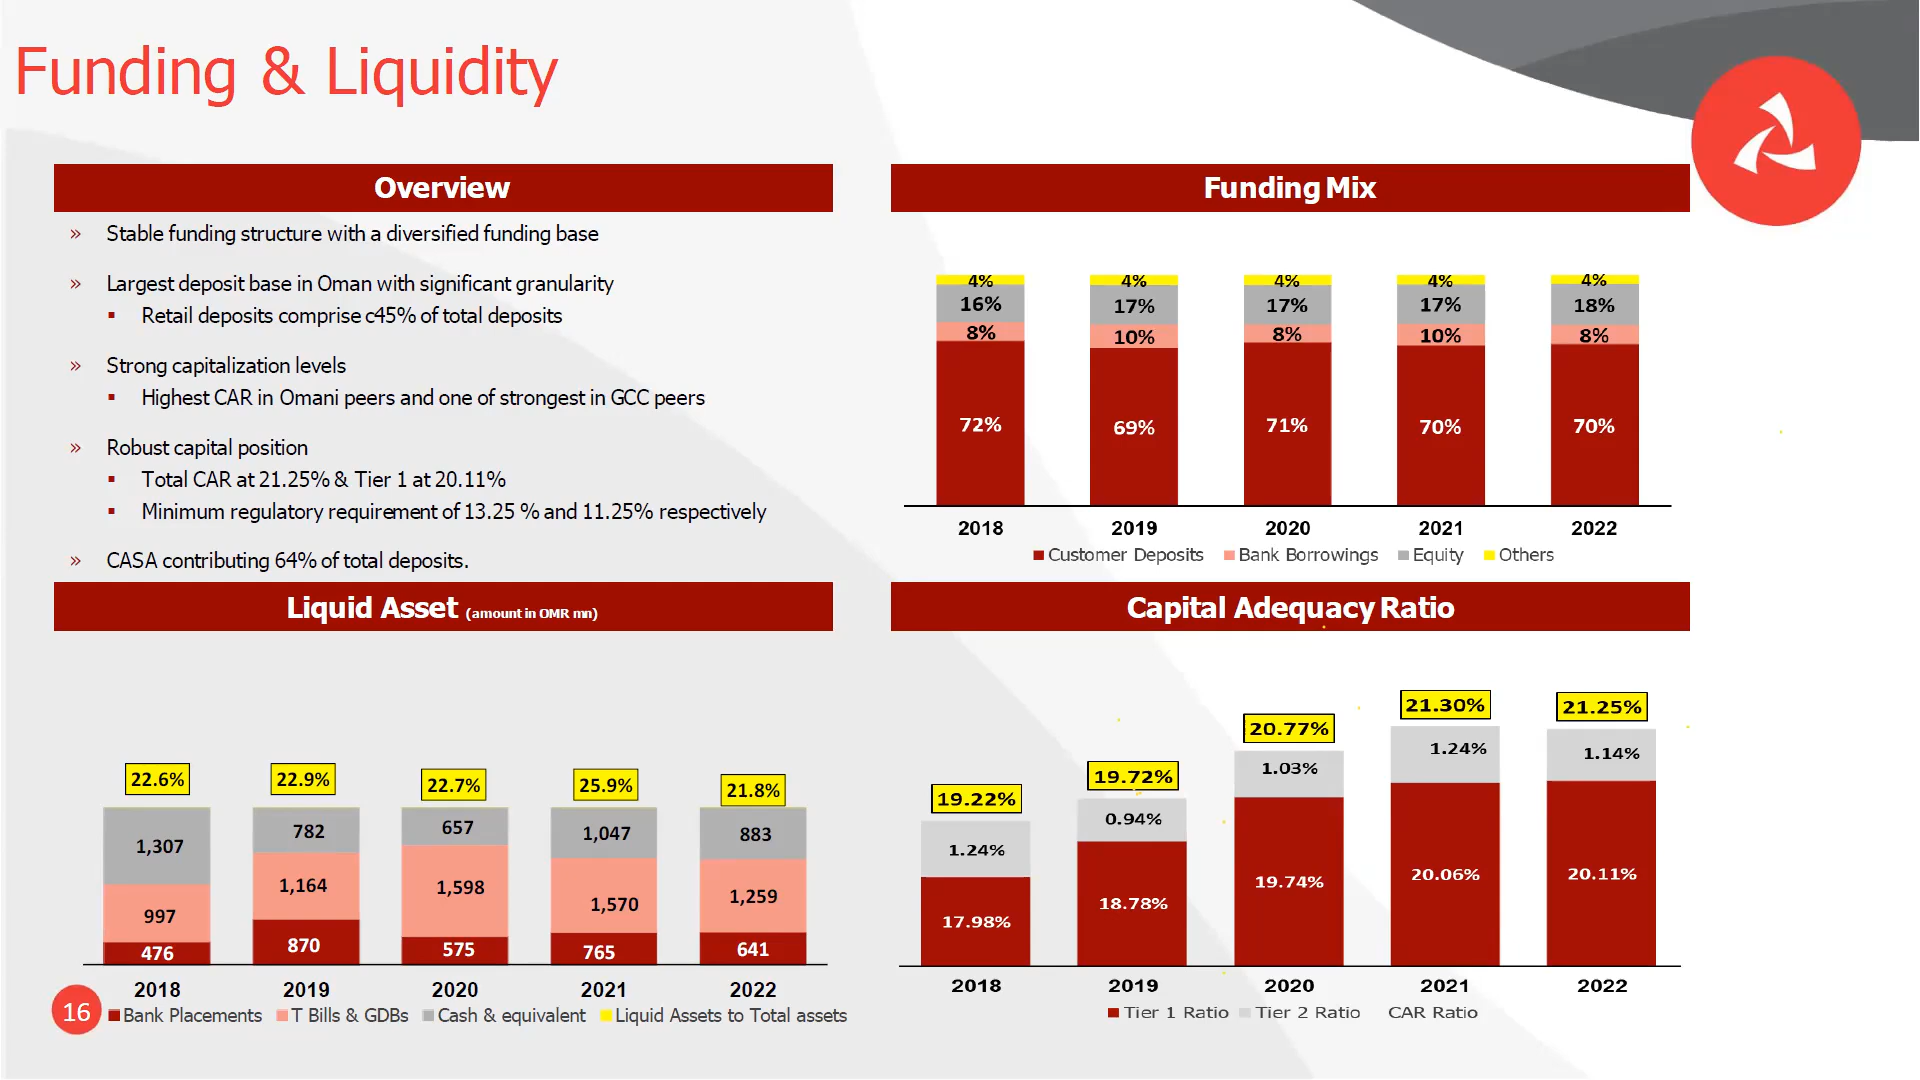 Funding & Liquidity
Overview
» Stable funding structure with a diversified funding base
» Largest deposit base in Oman with significant granularity
▪ Retail deposits comprise c45% of total deposits
» Strong capitalization levels
▪ Highest CAR in Omani peers and one of strongest in GCC peers
» Robust capital position
▪ Total CAR at 21.25% & Tier 1 at 20.11%
▪ Minimum regulatory requirement of 13.25 % and 11.25% respectively
» CASA contributing 64% of total deposits.
Funding Mix
4% 4% 4% 4% 4%
16% 17% 17% 17% 18%
8% 10% 8% 10% 8%
72% 69% 71% 70% 70%
2018 2019 2020 2021 2022
Customer Deposits Bank Borrowings Equity Others
Liquid Asset (amount in OMR mn)
22.6% 22.9% 22.7% 25.9% 21.8%
1,307 782 657 1,047 883
997 1,164 1,598 1,570 1,259
476 870 575 765 641
2018 2019 2020 2021 2022
Bank Placements T Bills & GDBs Cash & equivalent Liquid Assets to Total assets
Capital Adequacy Ratio
19.22% 19.72% 20.77% 21.30% 21.25%
1.24% 0.94% 1.03% 1.24% 1.14%
17.98% 18.78% 19.74% 20.06% 20.11%
2018 2019 2020 2021 2022
Tier 1 Ratio Tier 2 Ratio CAR Ratio
16